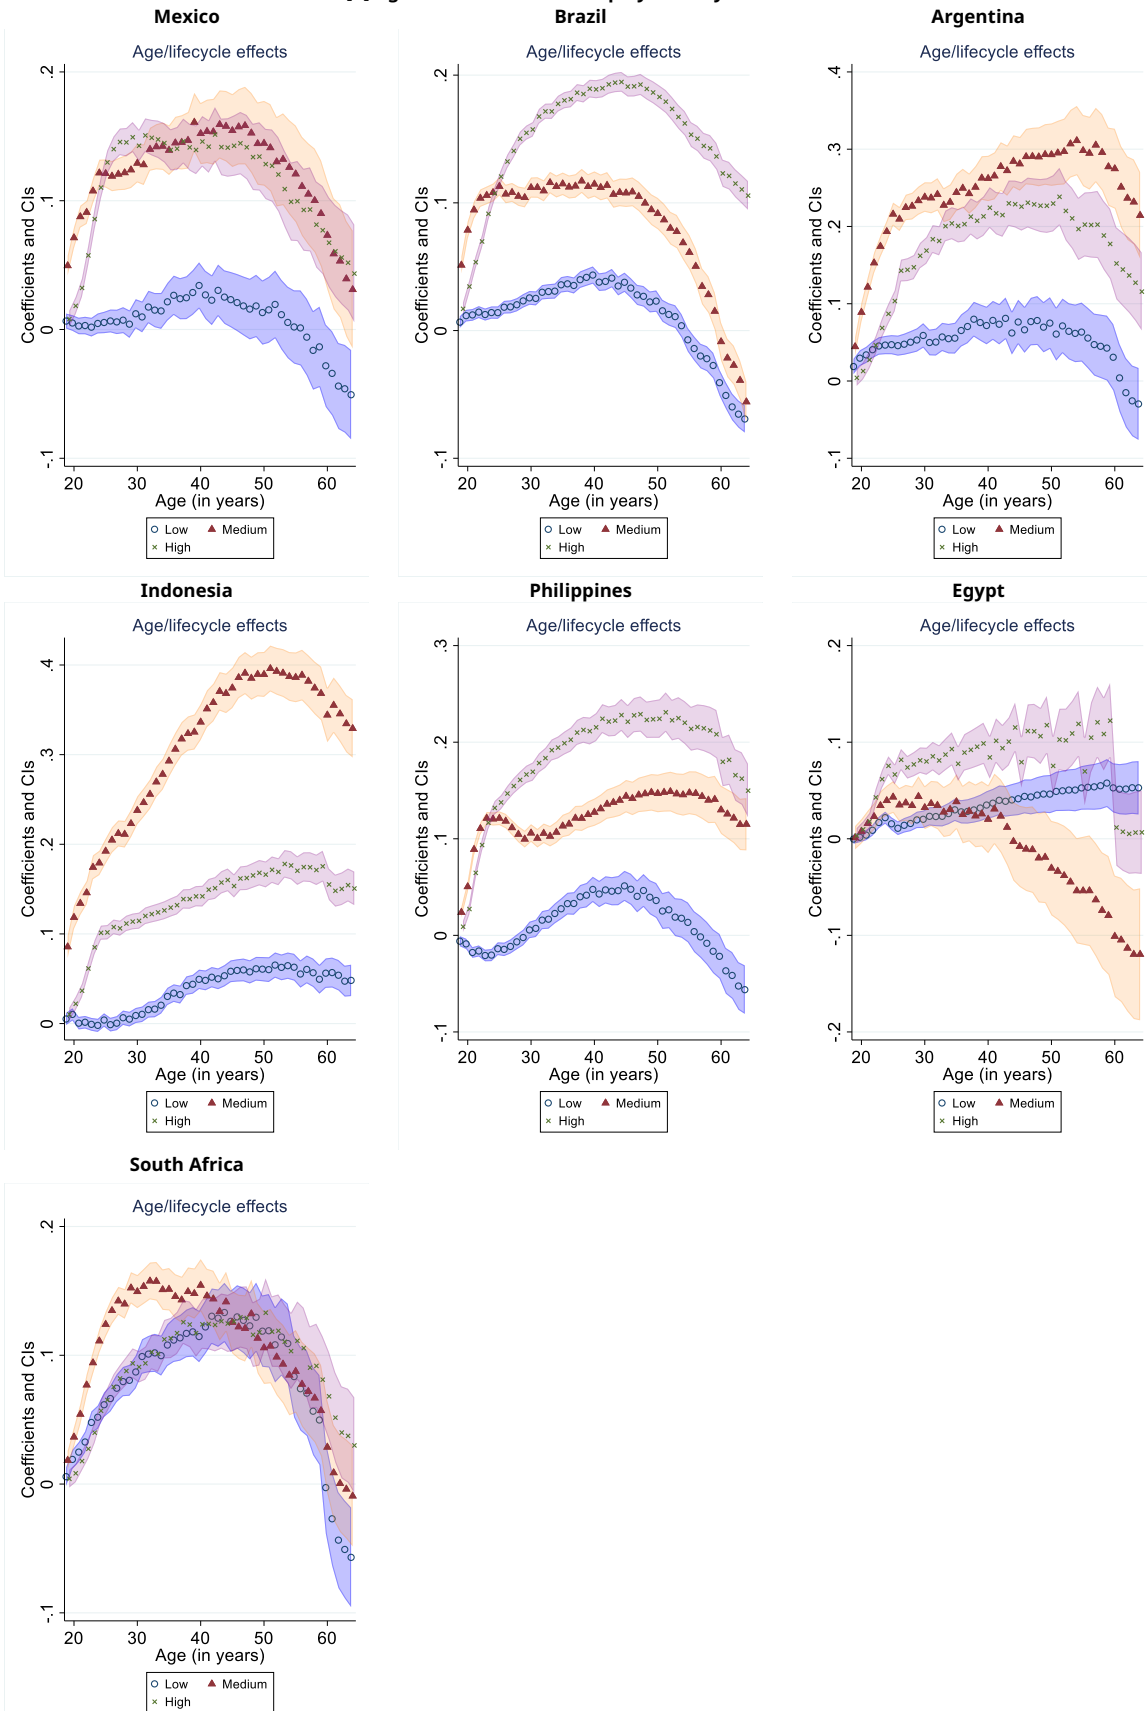 Mexico
Brazil
Argentina
Age/lifecycle effects
Age/lifecycle effects
Age/lifecycle effects
Coefficients and CIs
.2
.1
0
-.1
20 30 40 50 60
Age (in years)
Low Medium
High
Coefficients and CIs
.2
.1
0
-.1
20 30 40 50 60
Age (in years)
Low Medium
High
Coefficients and CIs
.4
.3
.2
.1
0
-.1
20 30 40 50 60
Age (in years)
Low Medium
High
Indonesia
Philippines
Egypt
Age/lifecycle effects
Age/lifecycle effects
Age/lifecycle effects
Coefficients and CIs
.4
.3
.2
.1
0
20 30 40 50 60
Age (in years)
Low Medium
High
Coefficients and CIs
.3
.2
.1
0
-.1
20 30 40 50 60
Age (in years)
Low Medium
High
Coefficients and CIs
.2
.1
0
-.1
-.2
20 30 40 50 60
Age (in years)
Low Medium
High
South Africa
Age/lifecycle effects
Coefficients and CIs
.2
.1
0
-.1
20 30 40 50 60
Age (in years)
Low Medium
High